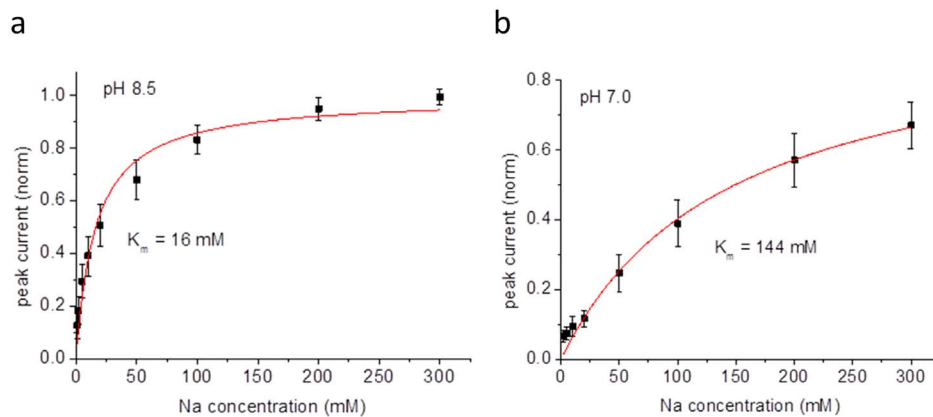 a
b
pH 8.5
K_m = 16 mM
peak current (norm)
0.0
0.2
0.4
0.6
0.8
1.0
0
50
100
150
200
250
300
Na concentration (mM)
pH 7.0
K_m = 144 mM
peak current (norm)
0.0
0.2
0.4
0.6
0.8
0
50
100
150
200
250
300
Na concentration (mM)